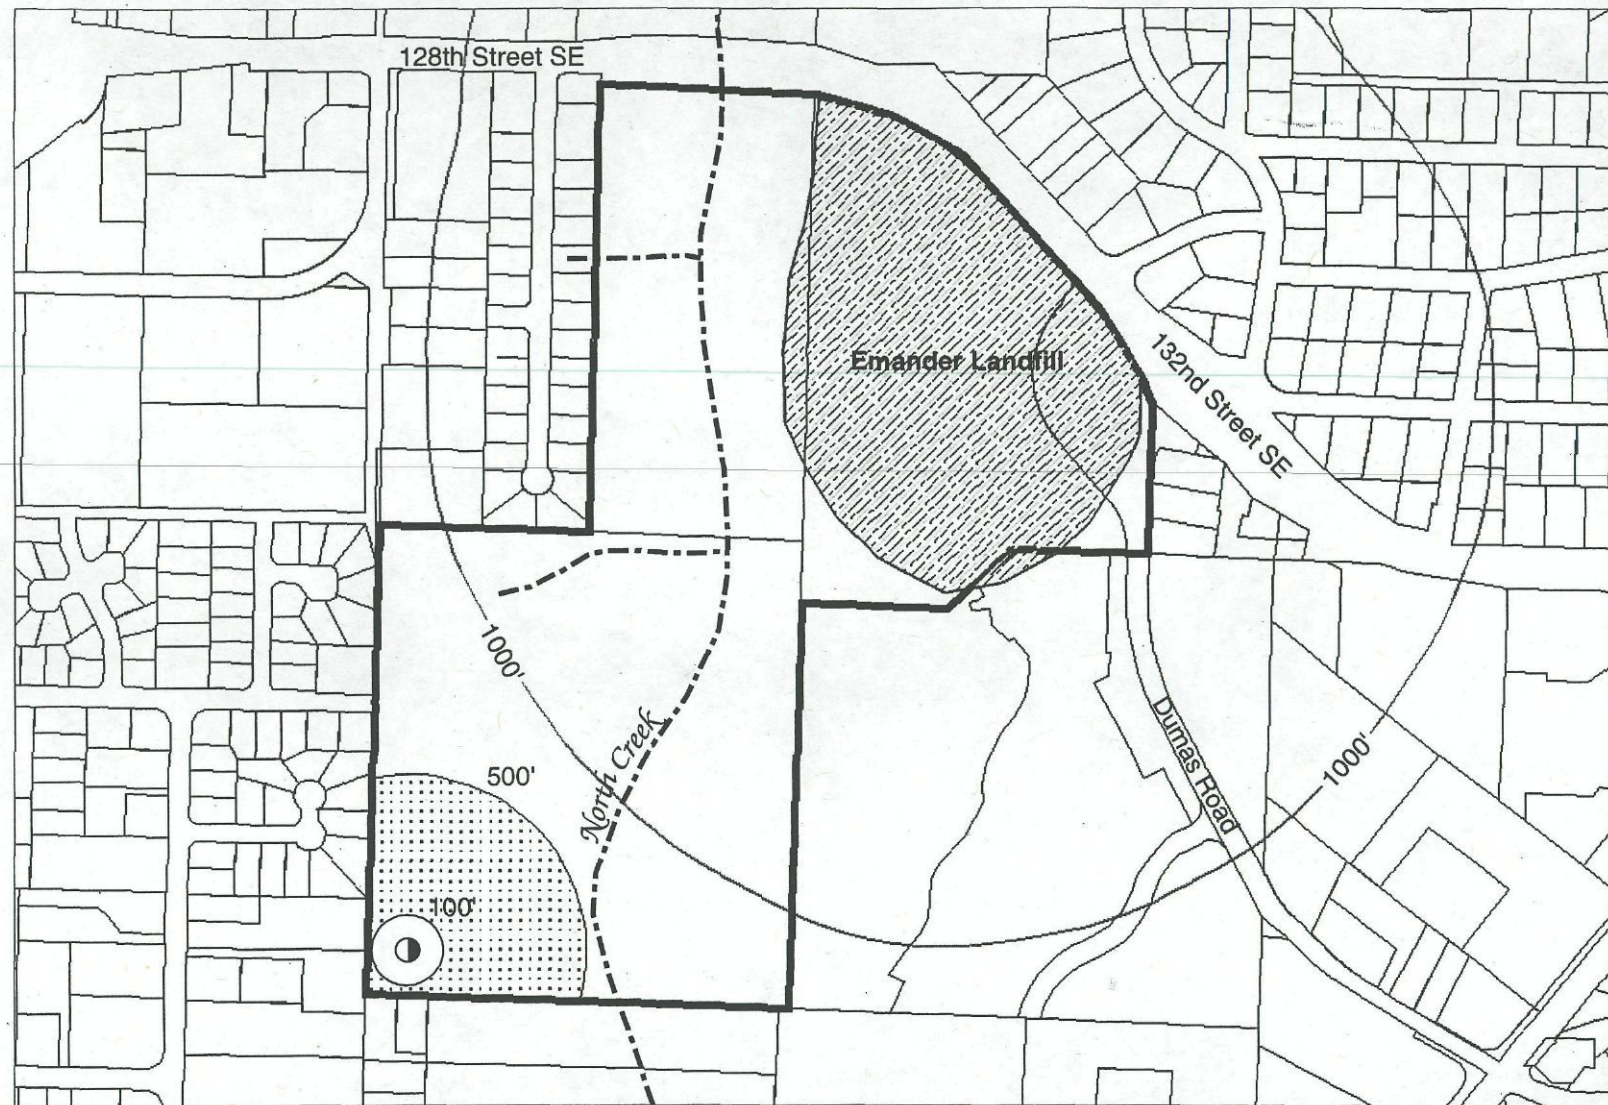 128th Street SE
Emander Landfill
132nd Street SE
1000'
North Creek
Dumas Road
1000'
500'
100'